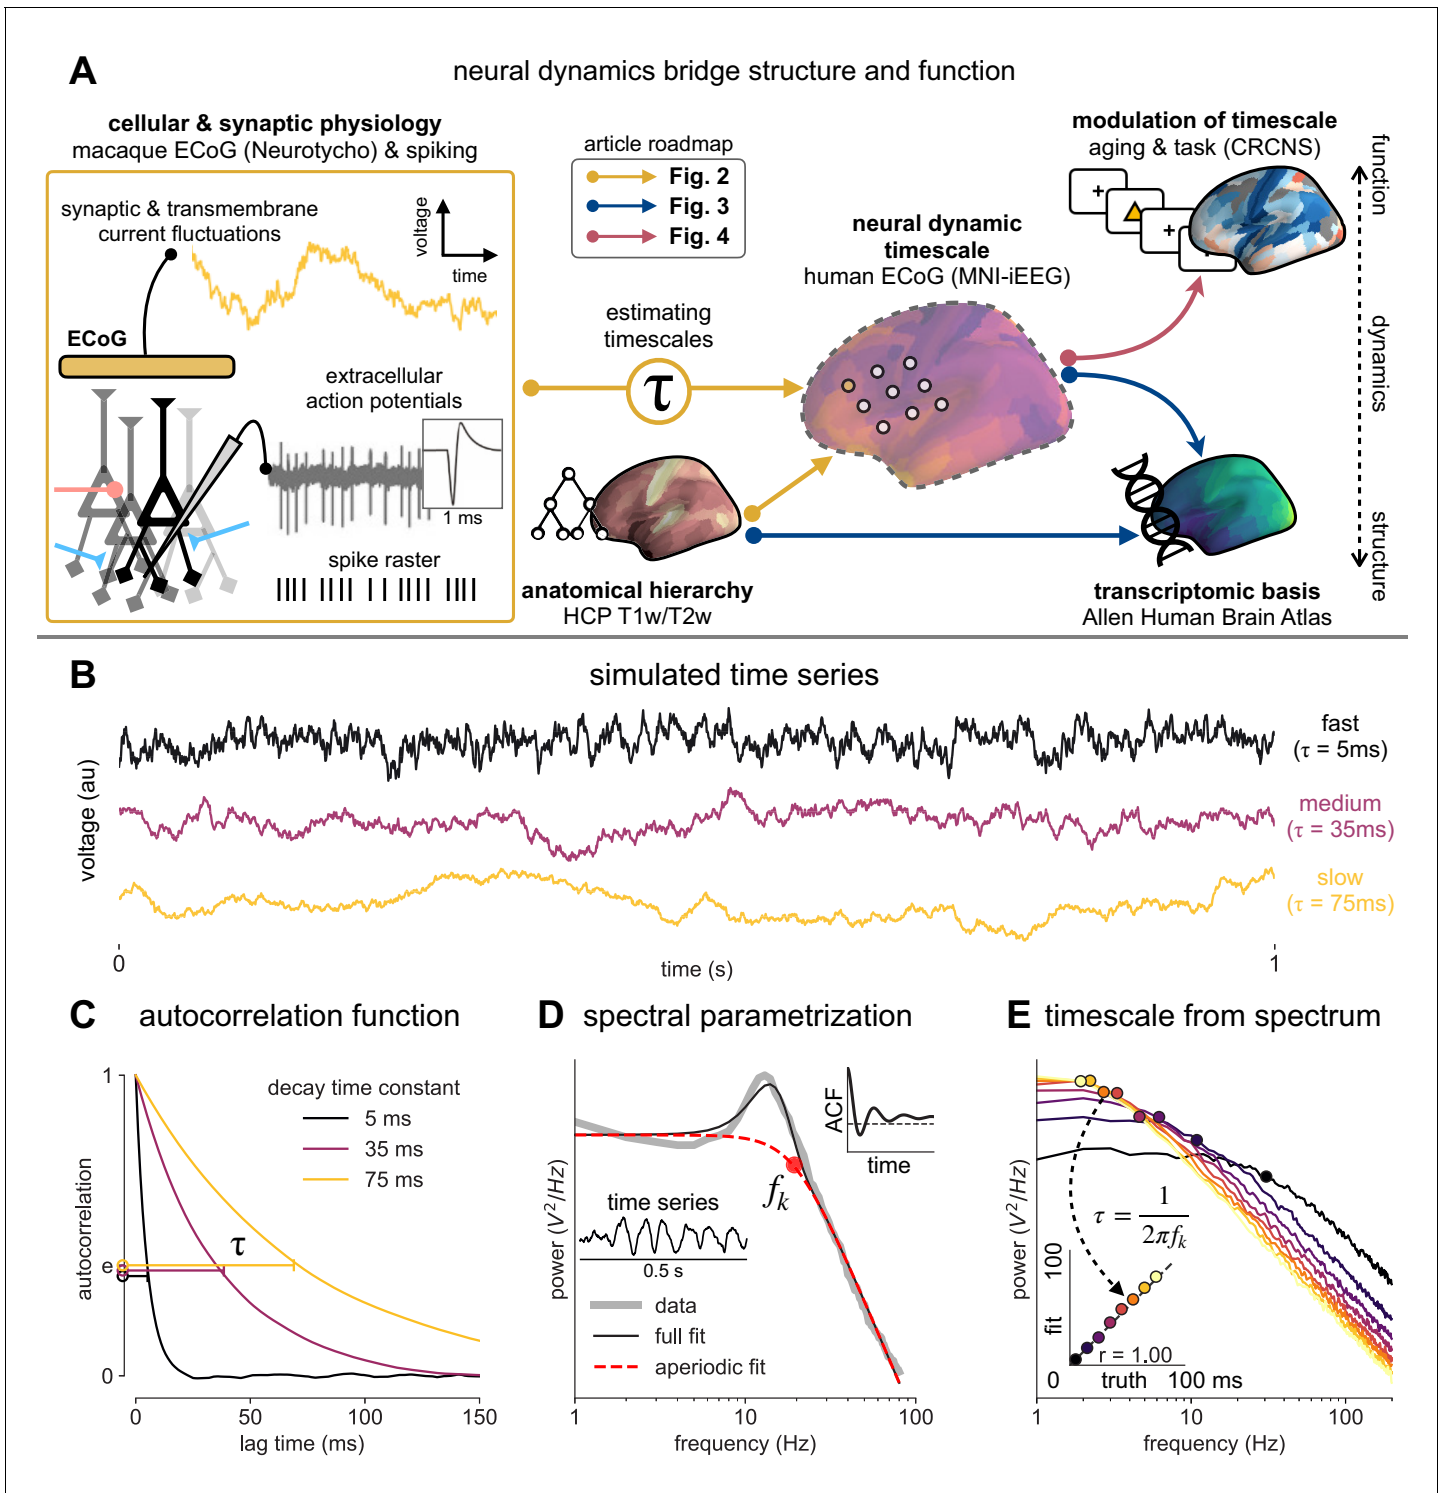 A
neural dynamics bridge structure and function
cellular & synaptic physiology
macaque ECoG (Neurotycho) & spiking
synaptic & transmembrane
current fluctuations
voltage
time
ECoG
extracellular
action potentials
1 ms
spike raster
article roadmap
Fig. 2
Fig. 3
Fig. 4
estimating
timescales
τ
neural dynamic
timescale
human ECoG (MNI-iEEG)
anatomical hierarchy
HCP T1w/T2w
modulation of timescale
aging & task (CRCNS)
+
+
transcriptomic basis
Allen Human Brain Atlas
function
dynamics
structure
B
simulated time series
voltage (au)
fast
(τ = 5ms)
medium
(τ = 35ms)
slow
(τ = 75ms)
0
time (s)
1
C
autocorrelation function
autocorrelation
1
e
0
decay time constant
5 ms
35 ms
75 ms
τ
0
50
100
150
lag time (ms)
D
spectral parametrization
power (V²/Hz)
ACF
time
fₖ
time series
0.5 s
data
full fit
aperiodic fit
1
10
100
frequency (Hz)
E
timescale from spectrum
power (V²/Hz)
τ = 1 / 2πfₖ
fit
100
r = 1.00
0
truth
100 ms
1
10
100
frequency (Hz)